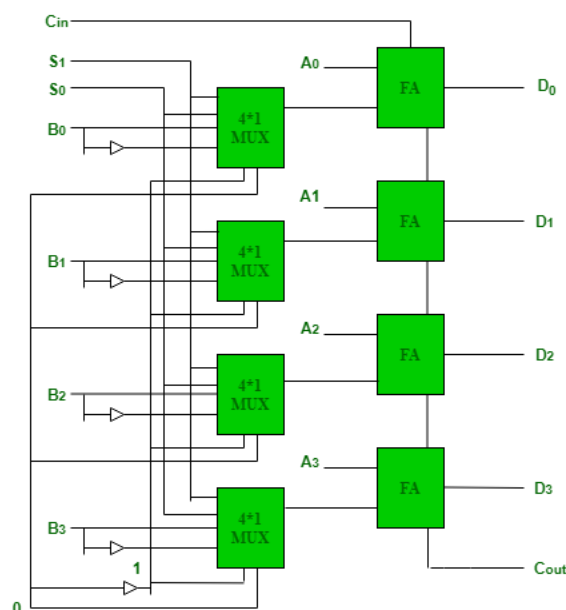 Cin
S1
S0
A0
FA
D0
4*1
MUX
B0
A1
FA
D1
4*1
MUX
B1
A2
FA
D2
4*1
MUX
B2
A3
FA
D3
4*1
MUX
B3
1
Cout
0